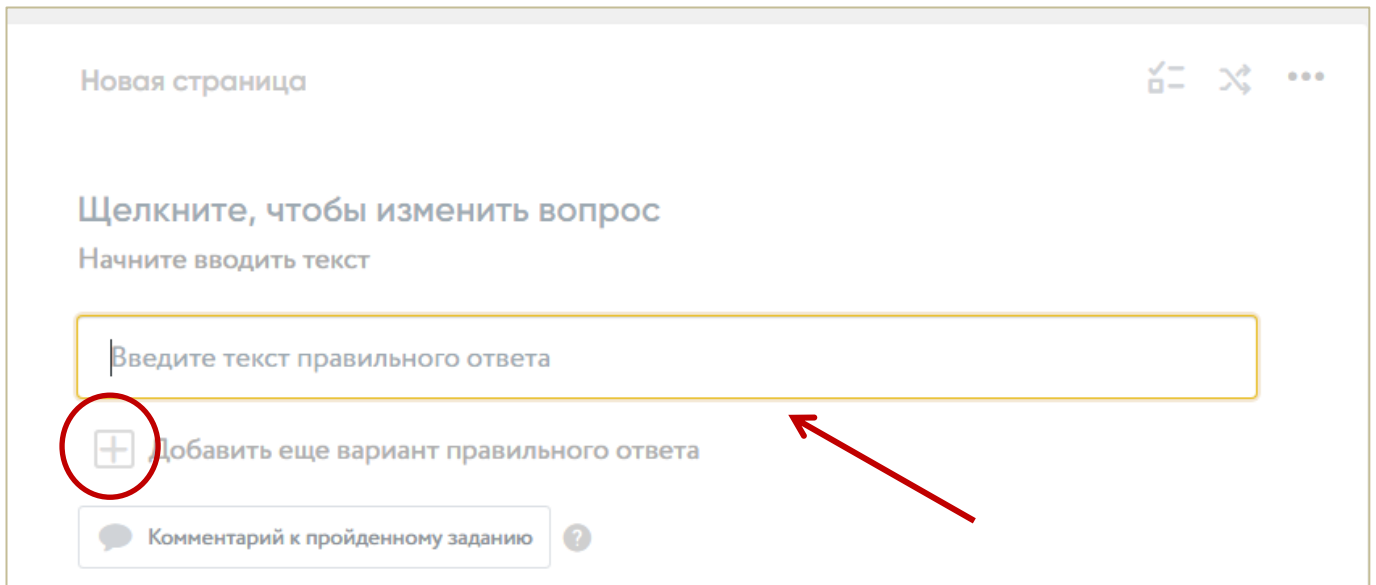 Новая страница
Щелкните, чтобы изменить вопрос
Начните вводить текст
Введите текст правильного ответа
Добавить еще вариант правильного ответа
Комментарий к пройденному заданию ?